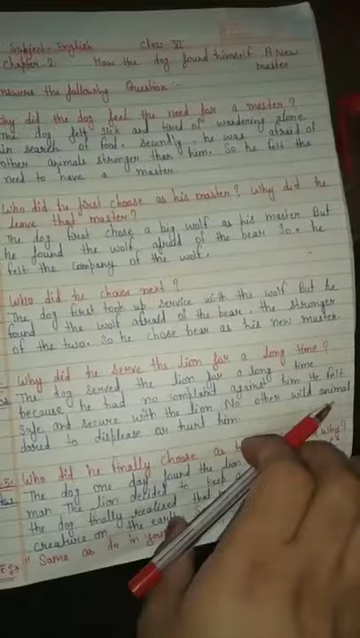 Subject-English Class-VI
Chapter-2 How the dog found himself A New
master
Answers the following Question
Why did the dog feel the need for a master?
The dog felt sick and tired of wandering alone
in search of food. Secondly, he was afraid of
other animals stronger than him. So he felt the
need to have a master
Who did he first choose as his master? Why did he
leave that master?
The dog first chose a big wolf as his master But
he found the wolf afraid of the bear So, he
felt the company of the wolf.
Who did he choose next?
The dog first took up service with the wolf But he
found the wolf afraid of the bear, the stronger
of the two. So he chose bear as his new master.
Why did he serve the lion for a long time?
The dog served the lion for a long time
because he had no complaint against him He felt
safe and secure with the lion No other wild animal
dared to displease or hurt him
Who did he finally choose as Why?
The dog one day found the lion
man The lion decided to
the dog finally realised that
creature on the earth.
"Same as do in your